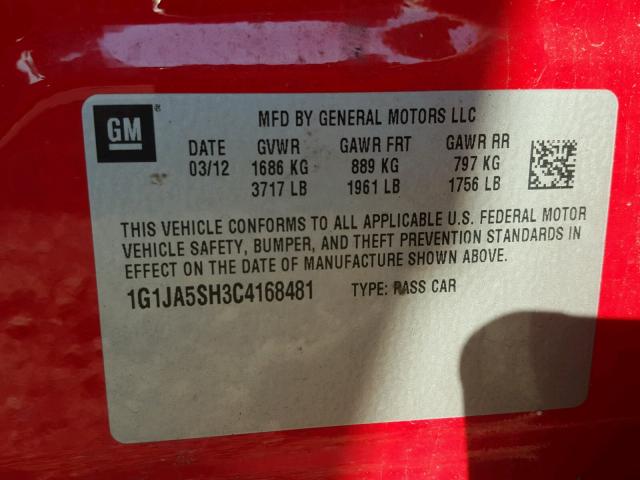 GM ®
MFD BY GENERAL MOTORS LLC
DATE GVWR GAWR FRT GAWR RR
03/12 1686 KG 889 KG 797 KG
3717 LB 1961 LB 1756 LB
THIS VEHICLE CONFORMS TO ALL APPLICABLE U.S. FEDERAL MOTOR
VEHICLE SAFETY, BUMPER, AND THEFT PREVENTION STANDARDS IN
EFFECT ON THE DATE OF MANUFACTURE SHOWN ABOVE.
1G1JA5SH3C4168481 TYPE: PASS CAR